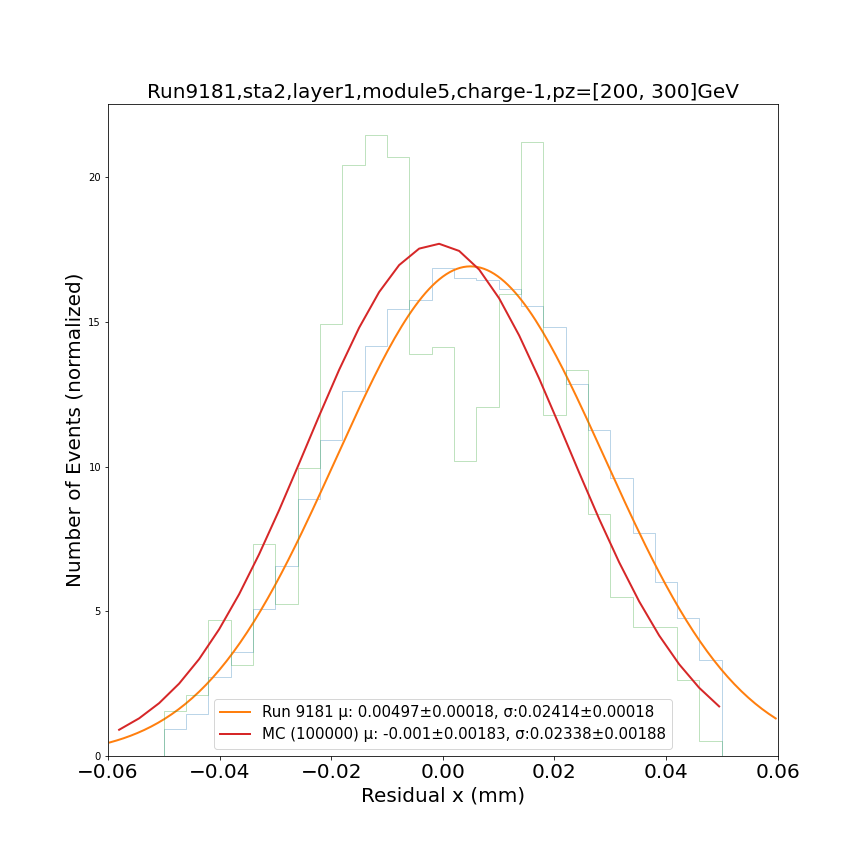 Run9181,sta2,layer1,module5,charge-1,pz=[200, 300]GeV
Number of Events (normalized)
20
15
10
5
0
Run 9181 μ: 0.00497±0.00018, σ:0.02414±0.00018
MC (100000) μ: -0.001±0.00183, σ:0.02338±0.00188
−0.06 −0.04 −0.02 0.00 0.02 0.04 0.06
Residual x (mm)